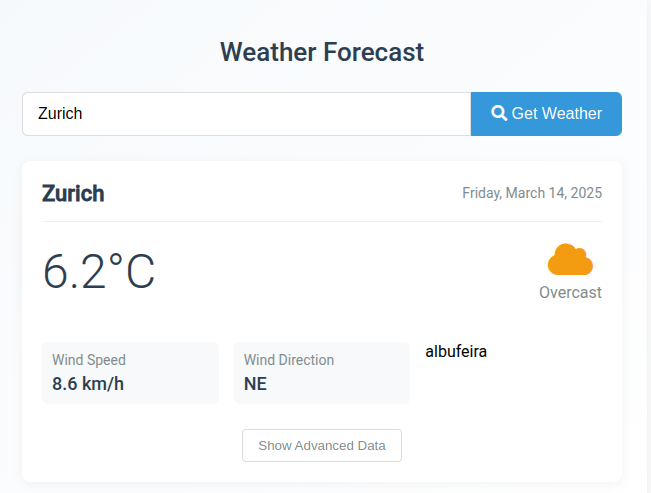 Weather Forecast
Zurich
Get Weather
Zurich
Friday, March 14, 2025
6.2°C
Overcast
Wind Speed
8.6 km/h
Wind Direction
NE
albufeira
Show Advanced Data